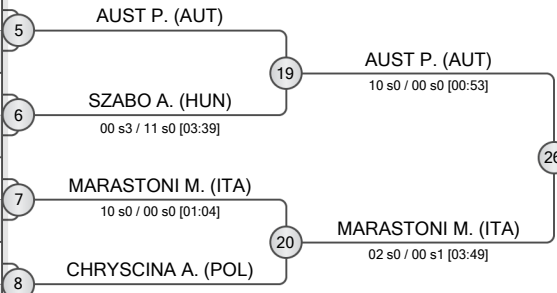 AUST P. (AUT)
5
19
AUST P. (AUT)
10 s0 / 00 s0 [00:53]
SZABO A. (HUN)
6
00 s3 / 11 s0 [03:39]
26
MARASTONI M. (ITA)
7
10 s0 / 00 s0 [01:04]
20
MARASTONI M. (ITA)
02 s0 / 00 s1 [03:49]
CHRYSCINA A. (POL)
8